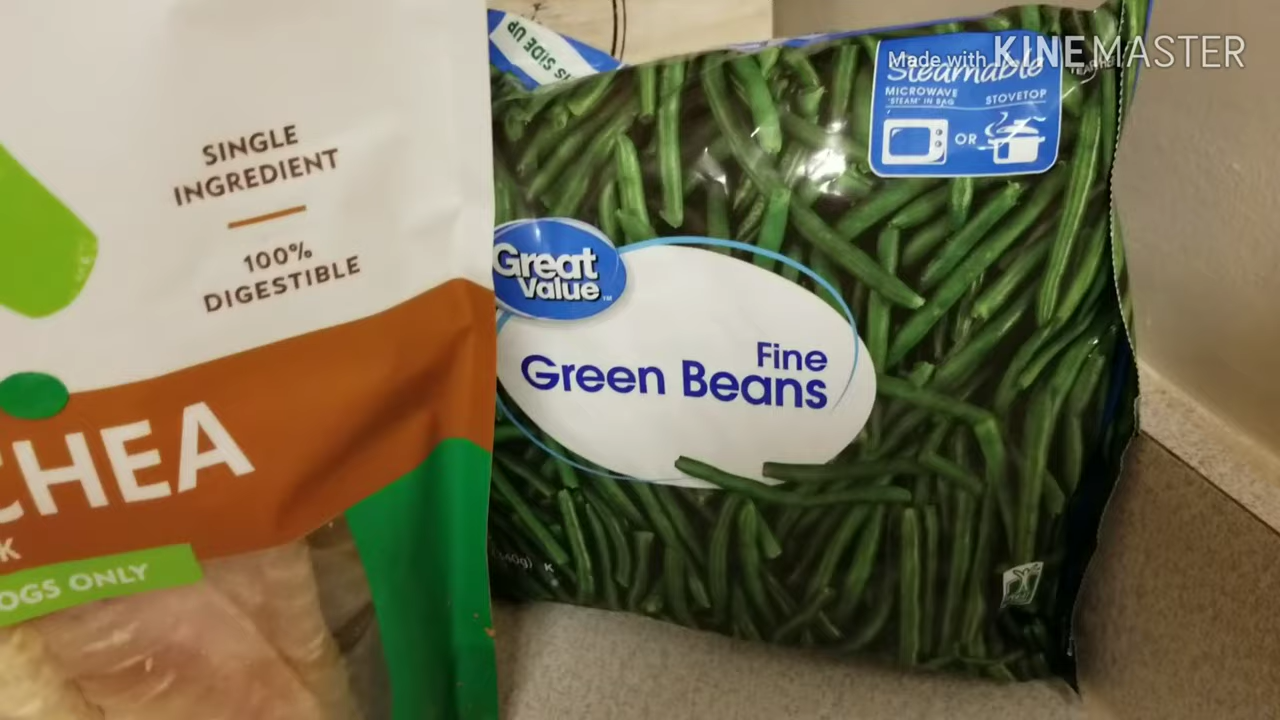 SINGLE
INGREDIENT
100%
DIGESTIBLE
CHEA
K
OGS ONLY
S SIDE UP
Great
Value
Fine
Green Beans
Made with KINEMASTER
Steamable
MICROWAVE
"STEAM" IN BAG
STOVETOP
OR
K